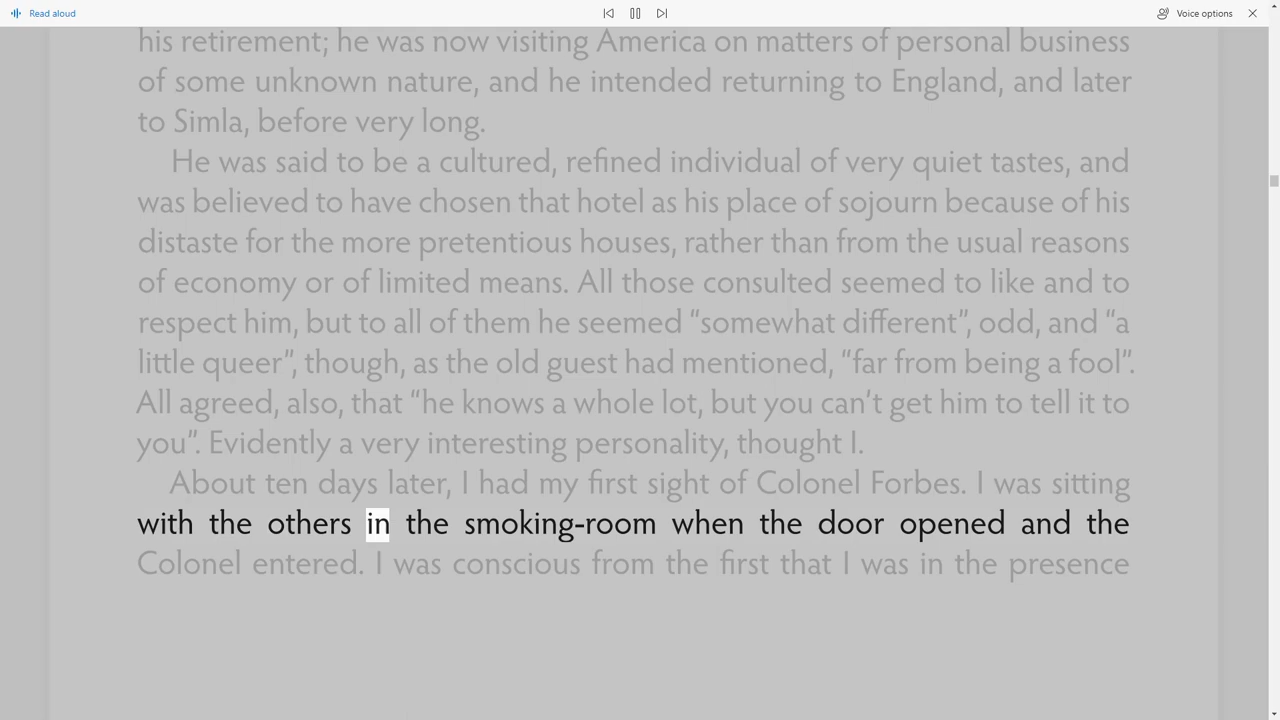 Read aloud
Voice options
his retirement; he was now visiting America on matters of personal business
of some unknown nature, and he intended returning to England, and later
to Simla, before very long.
He was said to be a cultured, refined individual of very quiet tastes, and
was believed to have chosen that hotel as his place of sojourn because of his
distaste for the more pretentious houses, rather than from the usual reasons
of economy or of limited means. All those consulted seemed to like and to
respect him, but to all of them he seemed “somewhat different”, odd, and “a
little queer”, though, as the old guest had mentioned, “far from being a fool”.
All agreed, also, that “he knows a whole lot, but you can’t get him to tell it to
you”. Evidently a very interesting personality, thought I.
About ten days later, I had my first sight of Colonel Forbes. I was sitting
with the others in the smoking-room when the door opened and the
Colonel entered. I was conscious from the first that I was in the presence